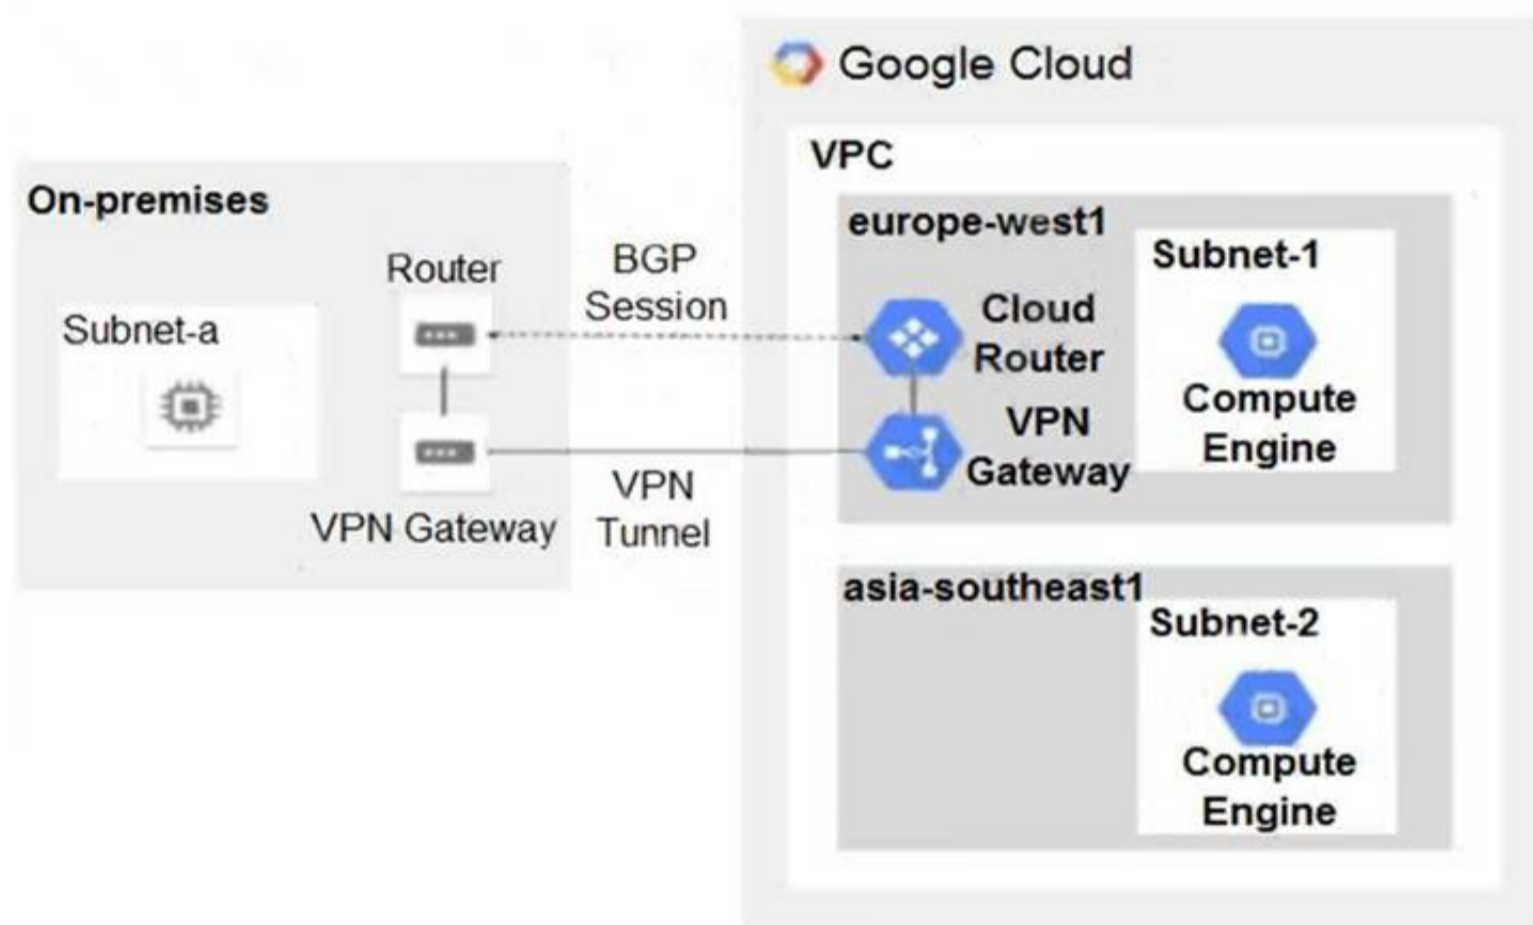 Google Cloud
VPC
On-premises
Router
Subnet-a
VPN Gateway
BGP
Session
VPN
Tunnel
europe-west1
Cloud
Router
VPN
Gateway
Subnet-1
Compute
Engine
asia-southeast1
Subnet-2
Compute
Engine